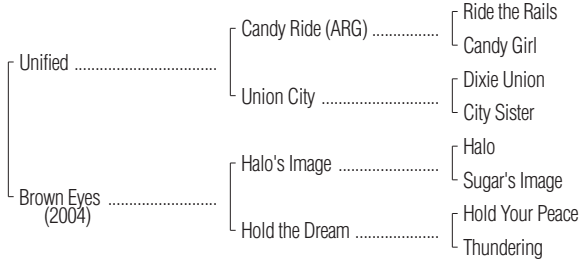 Ride the Rails
Candy Ride (ARG) ................
Candy Girl
Unified ..................................
Dixie Union
Union City ............................
City Sister
Halo
Halo's Image ........................
Sugar's Image
Brown Eyes ..........................
(2004)
Hold Your Peace
Hold the Dream ....................
Thundering